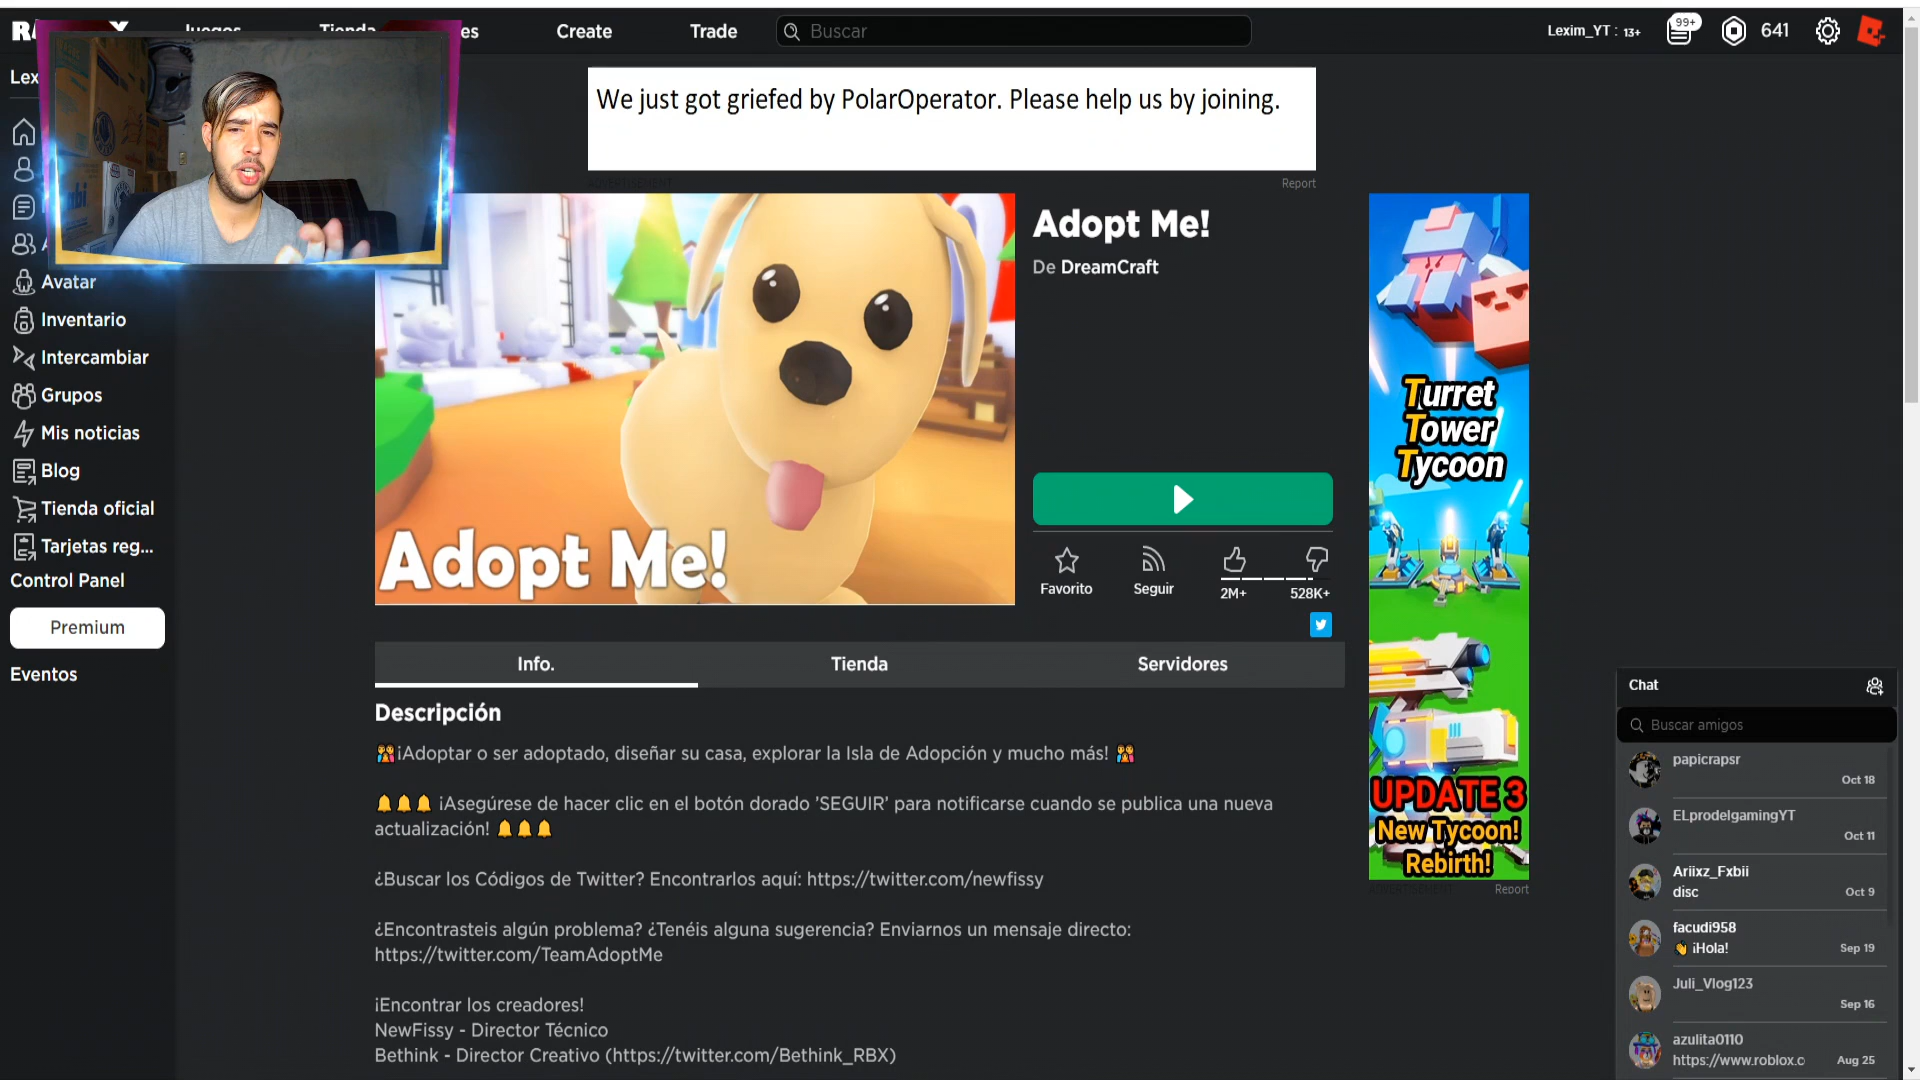 Juegos Tienda es Create Trade Buscar Lexim_YT : 13+ 99+ 641
Lex
We just got griefed by PolarOperator. Please help us by joining.
ADVERTISEMENT Report
Avatar
Inventario
Intercambiar
Grupos
Mis noticias
Blog
Tienda oficial
Tarjetas reg...
Control Panel
Premium
Eventos
Adopt Me!
Adopt Me!
De DreamCraft
Favorito Seguir 2M+ 528K+
Info. Tienda Servidores
Descripción
👫¡Adoptar o ser adoptado, diseñar su casa, explorar la Isla de Adopción y mucho más! 👫
🔔🔔🔔 ¡Asegúrese de hacer clic en el botón dorado 'SEGUIR' para notificarse cuando se publica una nueva
actualización! 🔔🔔🔔
¿Buscar los Códigos de Twitter? Encontrarlos aquí: https://twitter.com/newfissy
¿Encontrasteis algún problema? ¿Tenéis alguna sugerencia? Enviarnos un mensaje directo:
https://twitter.com/TeamAdoptMe
¡Encontrar los creadores!
NewFissy - Director Técnico
Bethink - Director Creativo (https://twitter.com/Bethink_RBX)
Turret
Tower
Tycoon
UPDATE 3
New Tycoon!
Rebirth!
ADVERTISEMENT Report
Chat
Buscar amigos
papicrapsr
Oct 18
ELprodelgamingYT
Oct 11
Ariixz_Fxbii
disc Oct 9
facudi958
👏 ¡Hola! Sep 19
Juli_Vlog123
Sep 16
azulita0110
https://www.roblox.c Aug 25